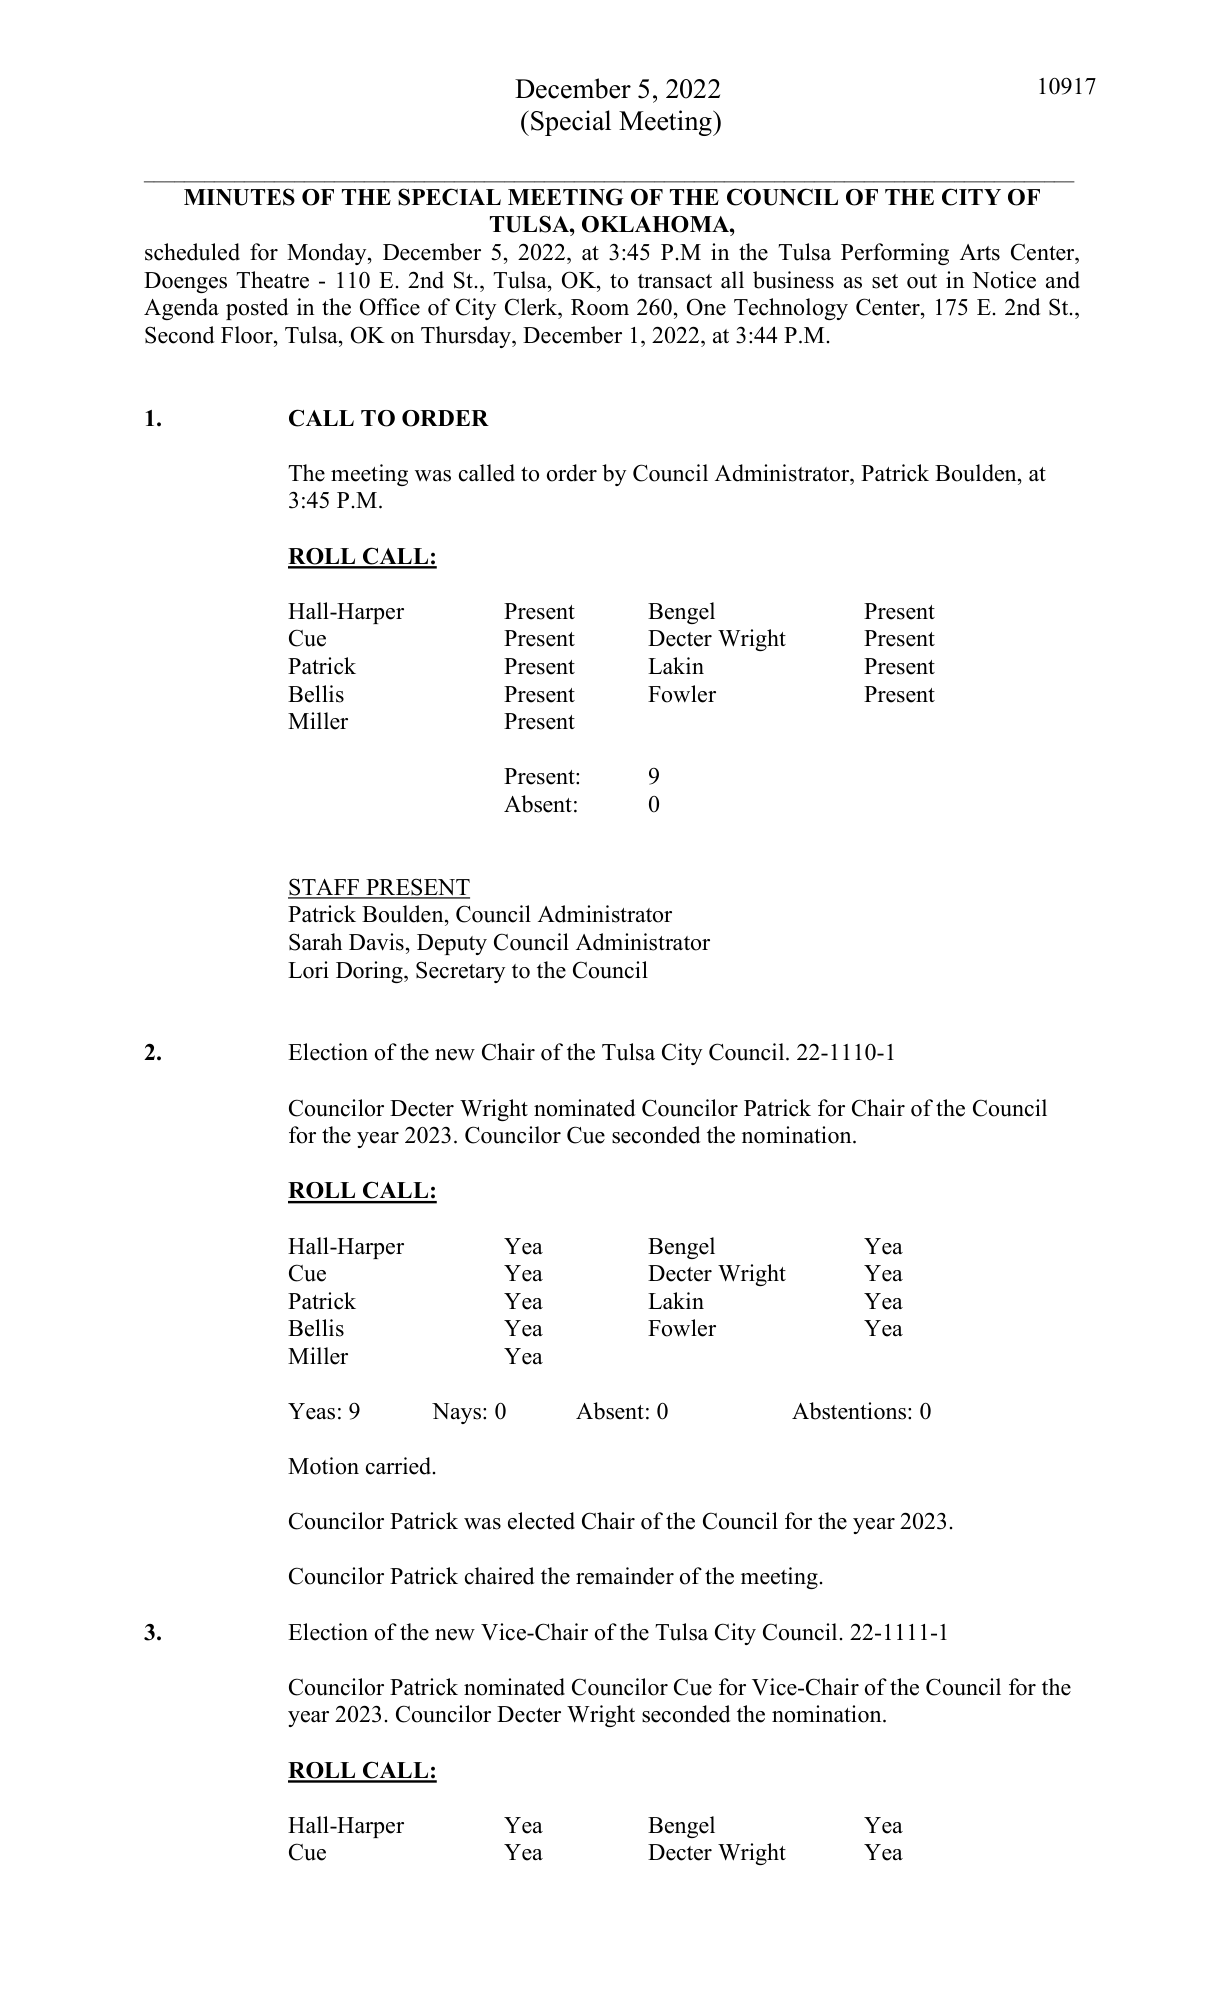 December 5, 2022
10917
(Special Meeting)
MINUTES OF THE SPECIAL MEETING OF THE COUNCIL OF THE CITY OF
TULSA, OKLAHOMA,
scheduled for Monday, December 5, 2022, at 3:45 P.M in the Tulsa Performing Arts Center,
Doenges Theatre - 110 E. 2nd St., Tulsa, OK, to transact all business as set out in Notice and
Agenda posted in the Office of City Clerk, Room 260, One Technology Center, 175 E. 2nd St.,
Second Floor, Tulsa, OK on Thursday, December 1, 2022, at 3:44 P.M.
1. CALL TO ORDER
The meeting was called to order by Council Administrator, Patrick Boulden, at
3:45 P.M.
ROLL CALL:
Hall-Harper Present Bengel Present
Cue Present Decter Wright Present
Patrick Present Lakin Present
Bellis Present Fowler Present
Miller Present
Present: 9
Absent: 0
STAFF PRESENT
Patrick Boulden, Council Administrator
Sarah Davis, Deputy Council Administrator
Lori Doring, Secretary to the Council
2. Election of the new Chair of the Tulsa City Council. 22-1110-1
Councilor Decter Wright nominated Councilor Patrick for Chair of the Council
for the year 2023. Councilor Cue seconded the nomination.
ROLL CALL:
Hall-Harper Yea Bengel Yea
Cue Yea Decter Wright Yea
Patrick Yea Lakin Yea
Bellis Yea Fowler Yea
Miller Yea
Yeas: 9 Nays: 0 Absent: 0 Abstentions: 0
Motion carried.
Councilor Patrick was elected Chair of the Council for the year 2023.
Councilor Patrick chaired the remainder of the meeting.
3. Election of the new Vice-Chair of the Tulsa City Council. 22-1111-1
Councilor Patrick nominated Councilor Cue for Vice-Chair of the Council for the
year 2023. Councilor Decter Wright seconded the nomination.
ROLL CALL:
Hall-Harper Yea Bengel Yea
Cue Yea Decter Wright Yea